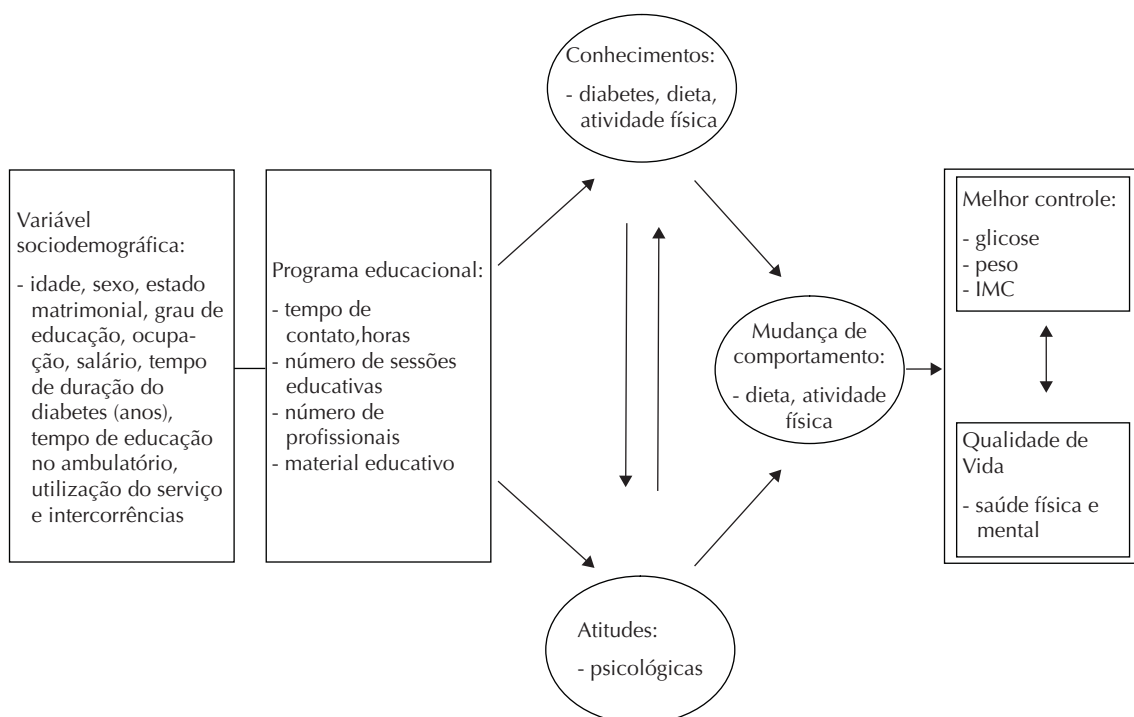 Variável
sociodemográfica:
- idade, sexo, estado
matrimonial, grau de
educação, ocupa-
ção, salário, tempo
de duração do
diabetes (anos),
tempo de educação
no ambulatório,
utilização do serviço
e intercorrências
Programa educacional:
- tempo de
contato,horas
- número de sessões
educativas
- número de
profissionais
- material educativo
Conhecimentos:
- diabetes, dieta,
atividade física
Atitudes:
- psicológicas
Mudança de
comportamento:
- dieta, atividade
física
Melhor controle:
- glicose
- peso
- IMC
Qualidade de
Vida
- saúde física e
mental